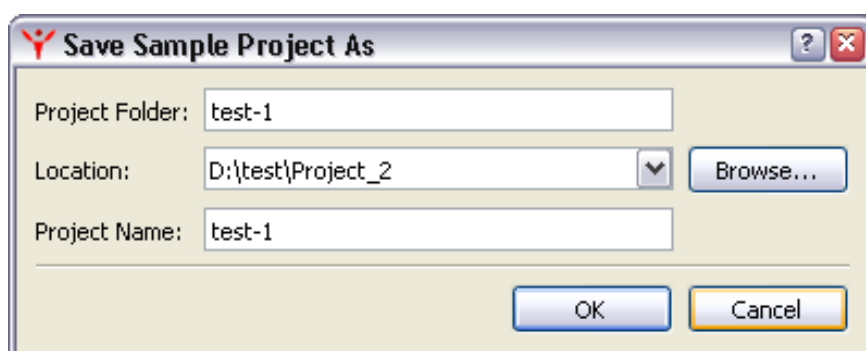 Save Sample Project As ?
Project Folder: test-1
Location: D:\test\Project_2 Browse...
Project Name: test-1
OK Cancel